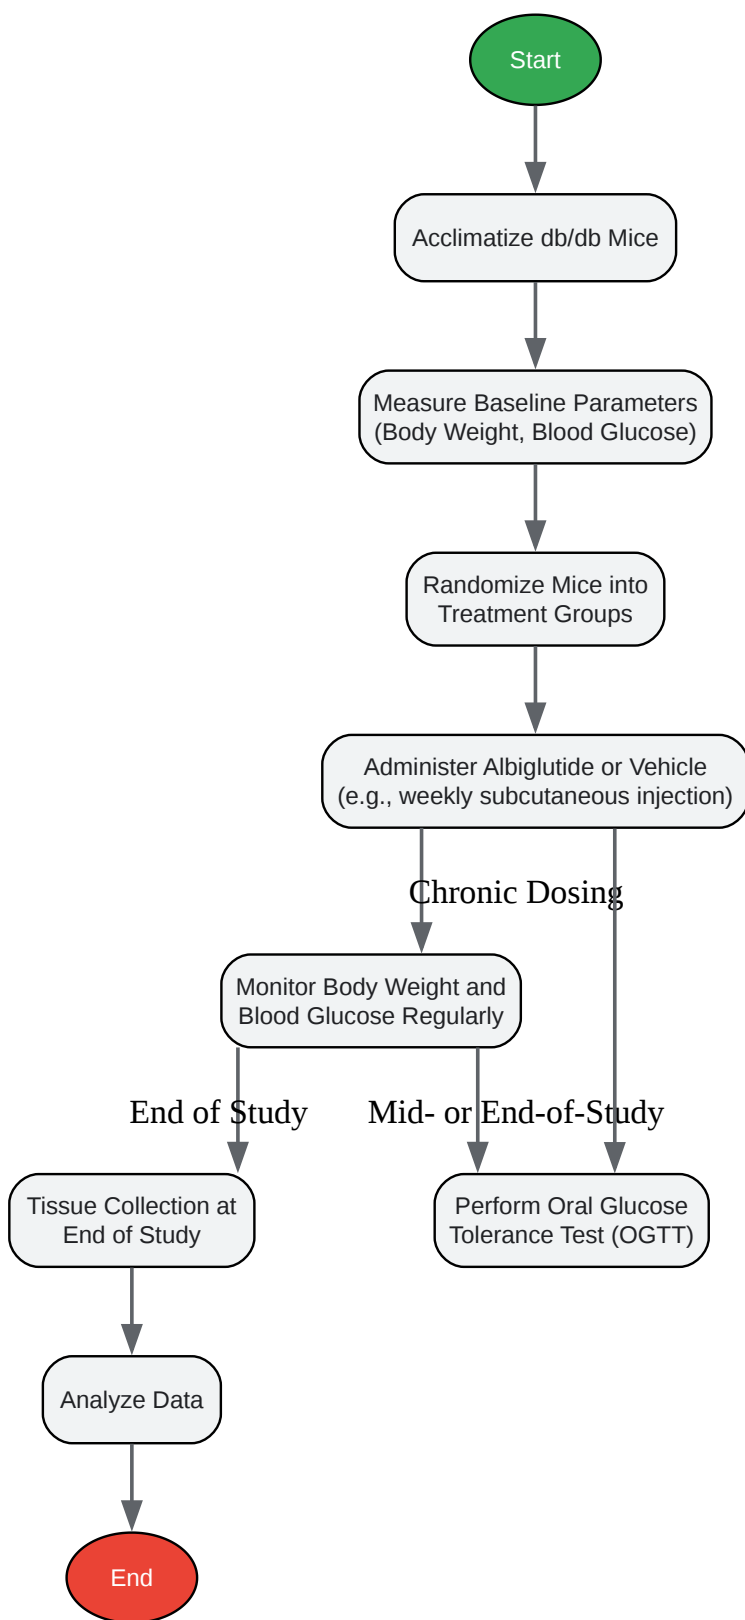 Start
Acclimatize db/db Mice
Measure Baseline Parameters
(Body Weight, Blood Glucose)
Randomize Mice into
Treatment Groups
Administer Albiglutide or Vehicle
(e.g., weekly subcutaneous injection)
Chronic Dosing
Monitor Body Weight and
Blood Glucose Regularly
End of Study
Mid- or End-of-Study
Tissue Collection at
End of Study
Perform Oral Glucose
Tolerance Test (OGTT)
Analyze Data
End